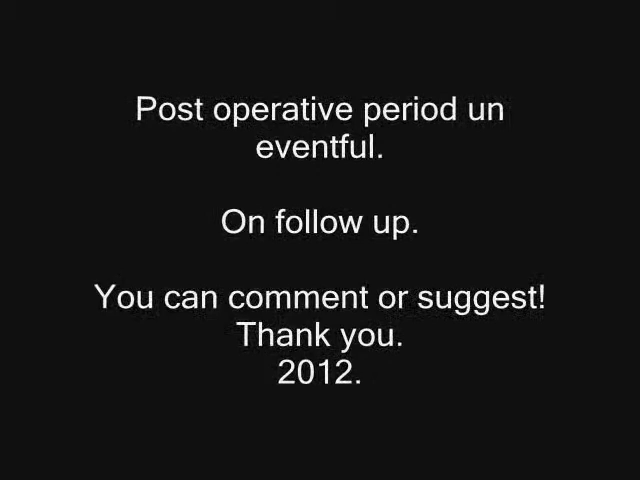 Post operative period un
eventful.
On follow up.
You can comment or suggest!
Thank you.
2012.